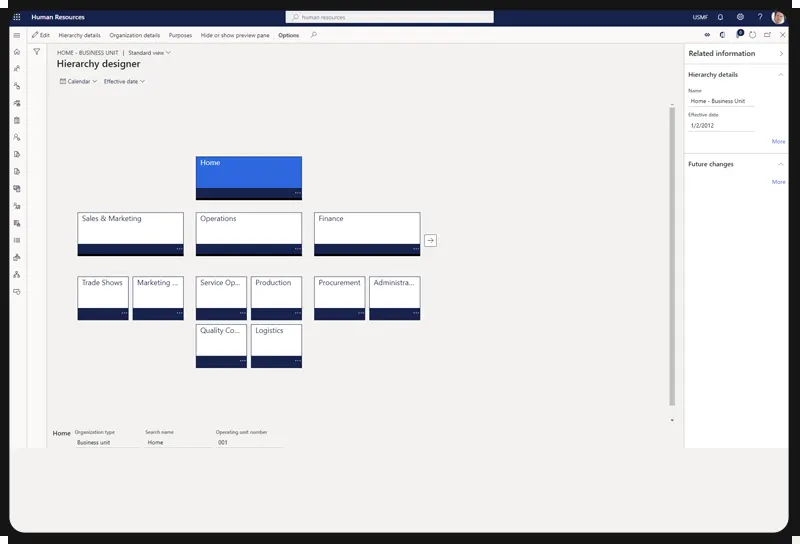 Human Resources
human resources
USMF
?
Edit
Hierarchy details
Organization details
Purposes
Hide or show preview pane
Options
0
HOME - BUSINESS UNIT | Standard view
Hierarchy designer
Calendar
Effective date
Home
Sales & Marketing
Operations
Finance
Trade Shows
Marketing ...
Service Op...
Production
Procurement
Administra...
Quality Co...
Logistics
Home
Organization type
Search name
Operating unit number
Business unit
Home
001
Related information
Hierarchy details
Name
Home - Business Unit
Effective date
1/2/2012
More
Future changes
More